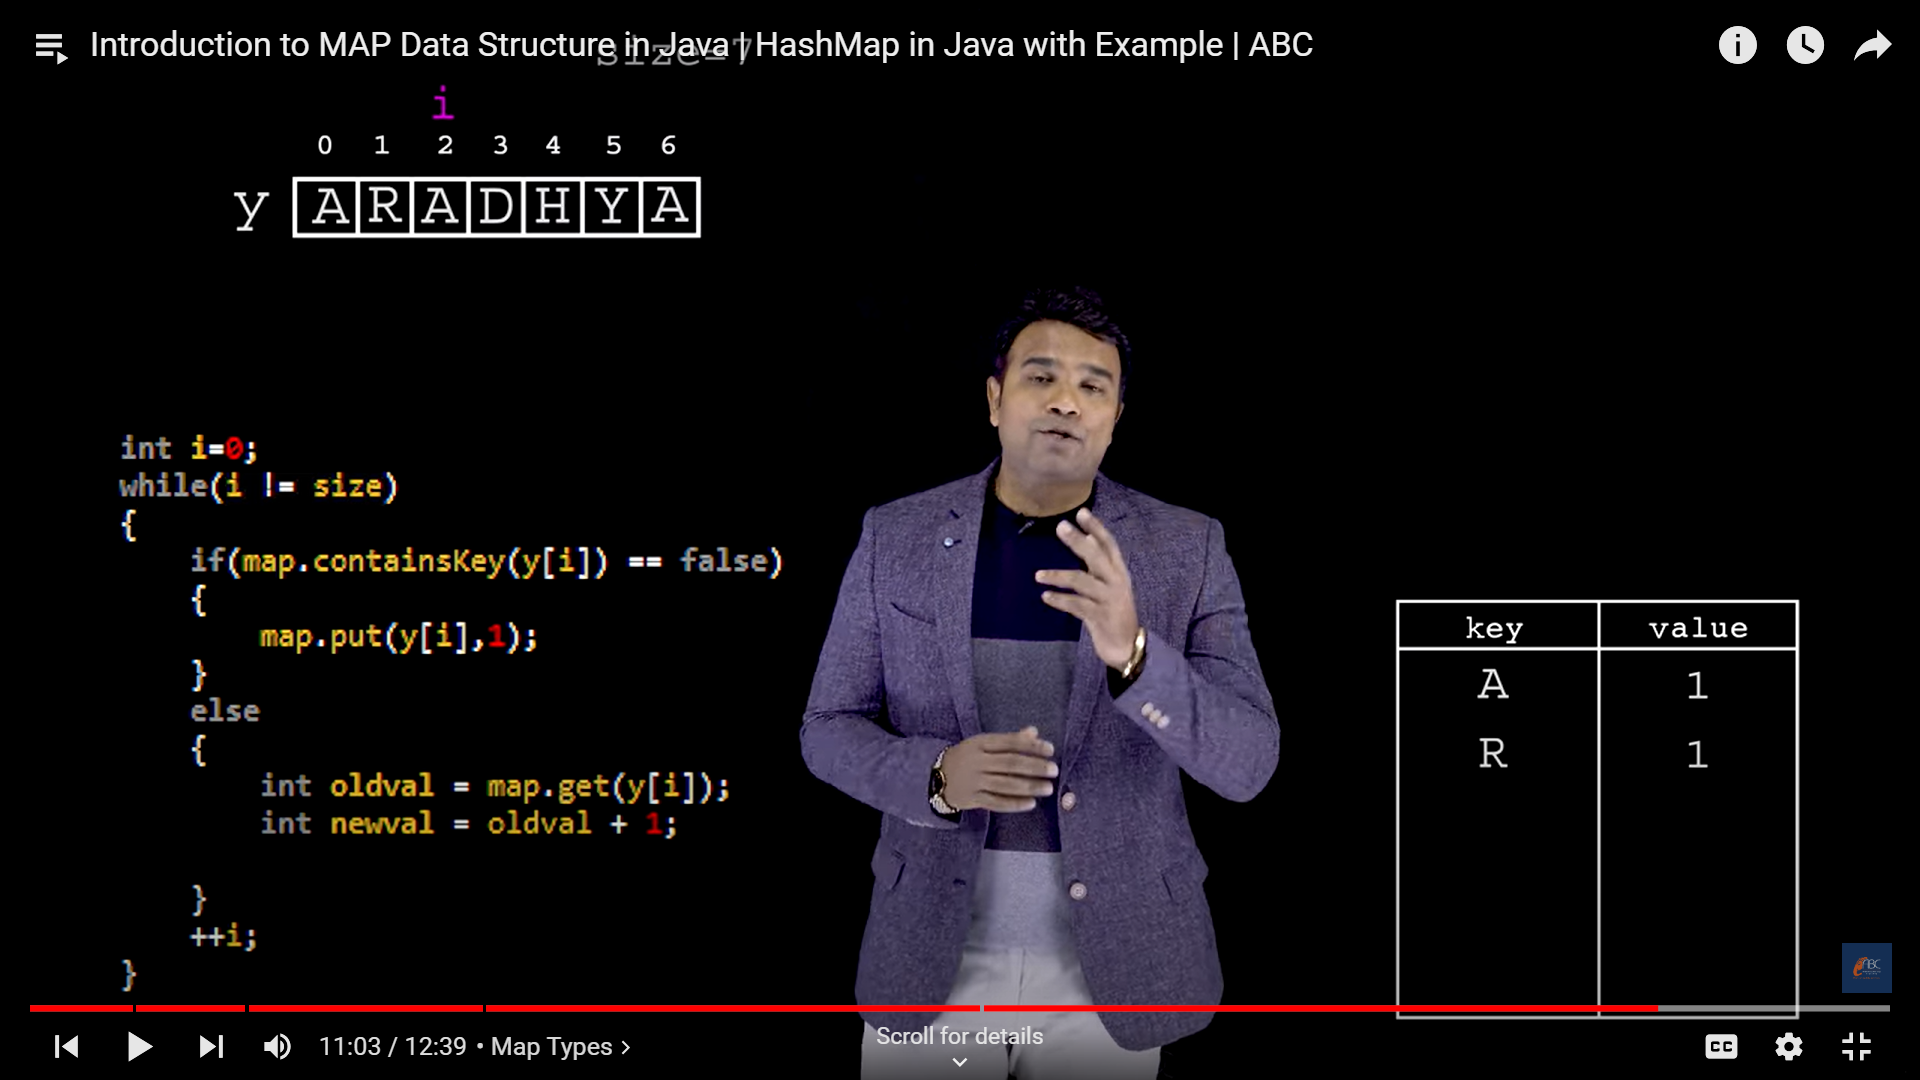 Introduction to MAP Data Structure in Java | HashMap in Java with Example | ABC
size=7
i
0 1 2 3 4 5 6
y A R A D H Y A
int i=0;
while(i != size)
{
if(map.containsKey(y[i]) == false)
{
map.put(y[i],1);
}
else
{
int oldval = map.get(y[i]);
int newval = oldval + 1;
}
++i;
}
key value
A 1
R 1
ABC
11:03 / 12:39 • Map Types >
Scroll for details
CC